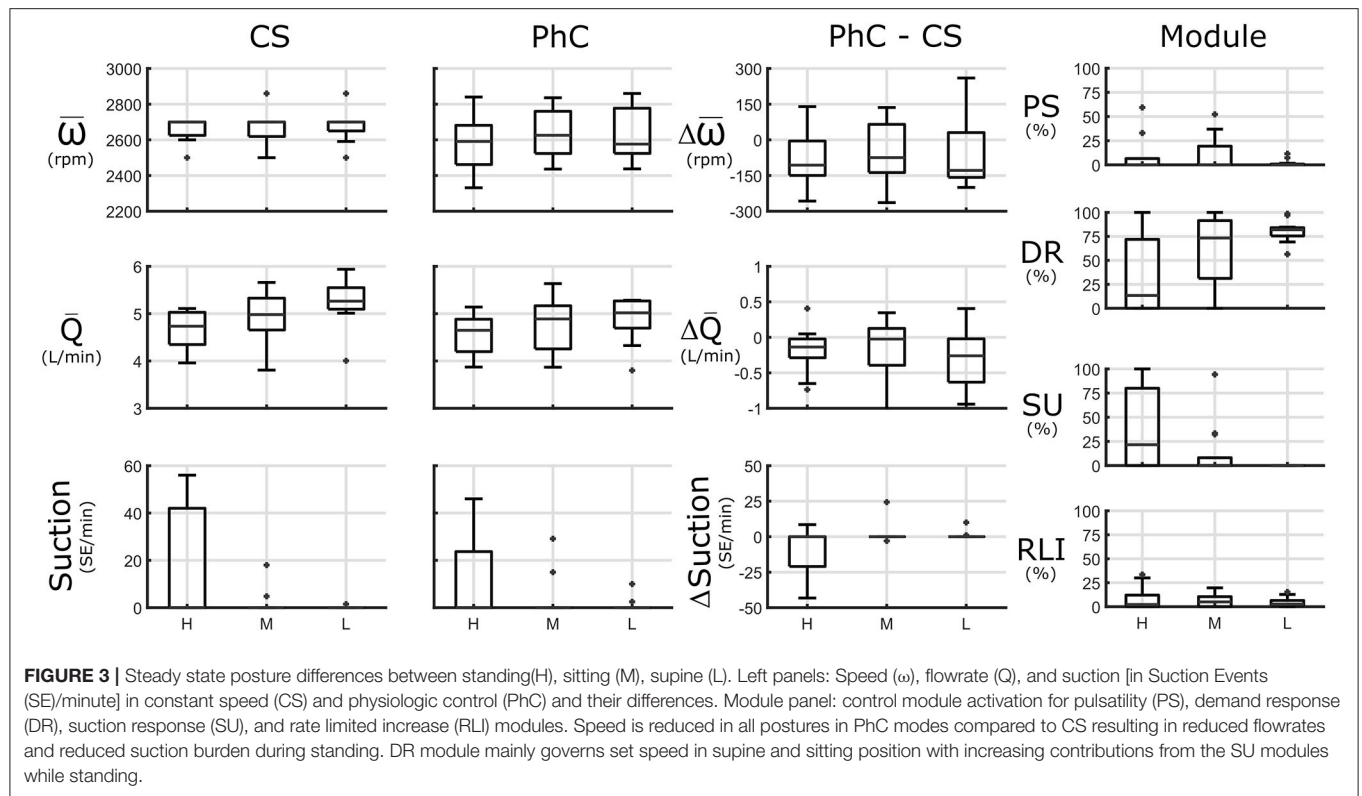 CS PhC PhC - CS Module
3000
2800
2600
2400
2200
ω̅
(rpm)
300
150
0
-150
-300
Δω̅
(rpm)
100
75
50
25
0
PS
(%)
6
5
4
3
Q̅
(L/min)
1
0.5
0
-0.5
-1
ΔQ̅
(L/min)
100
75
50
25
0
DR
(%)
60
40
20
0
Suction
(SE/min)
50
25
0
-25
-50
ΔSuction
(SE/min)
100
75
50
25
0
SU
(%)
100
75
50
25
0
RLI
(%)
H M L
H M L
H M L
H M L
FIGURE 3 | Steady state posture differences between standing(H), sitting (M), supine (L). Left panels: Speed (ω), flowrate (Q), and suction [in Suction Events
(SE)/minute] in constant speed (CS) and physiologic control (PhC) and their differences. Module panel: control module activation for pulsatility (PS), demand response
(DR), suction response (SU), and rate limited increase (RLI) modules. Speed is reduced in all postures in PhC modes compared to CS resulting in reduced flowrates
and reduced suction burden during standing. DR module mainly governs set speed in supine and sitting position with increasing contributions from the SU modules
while standing.